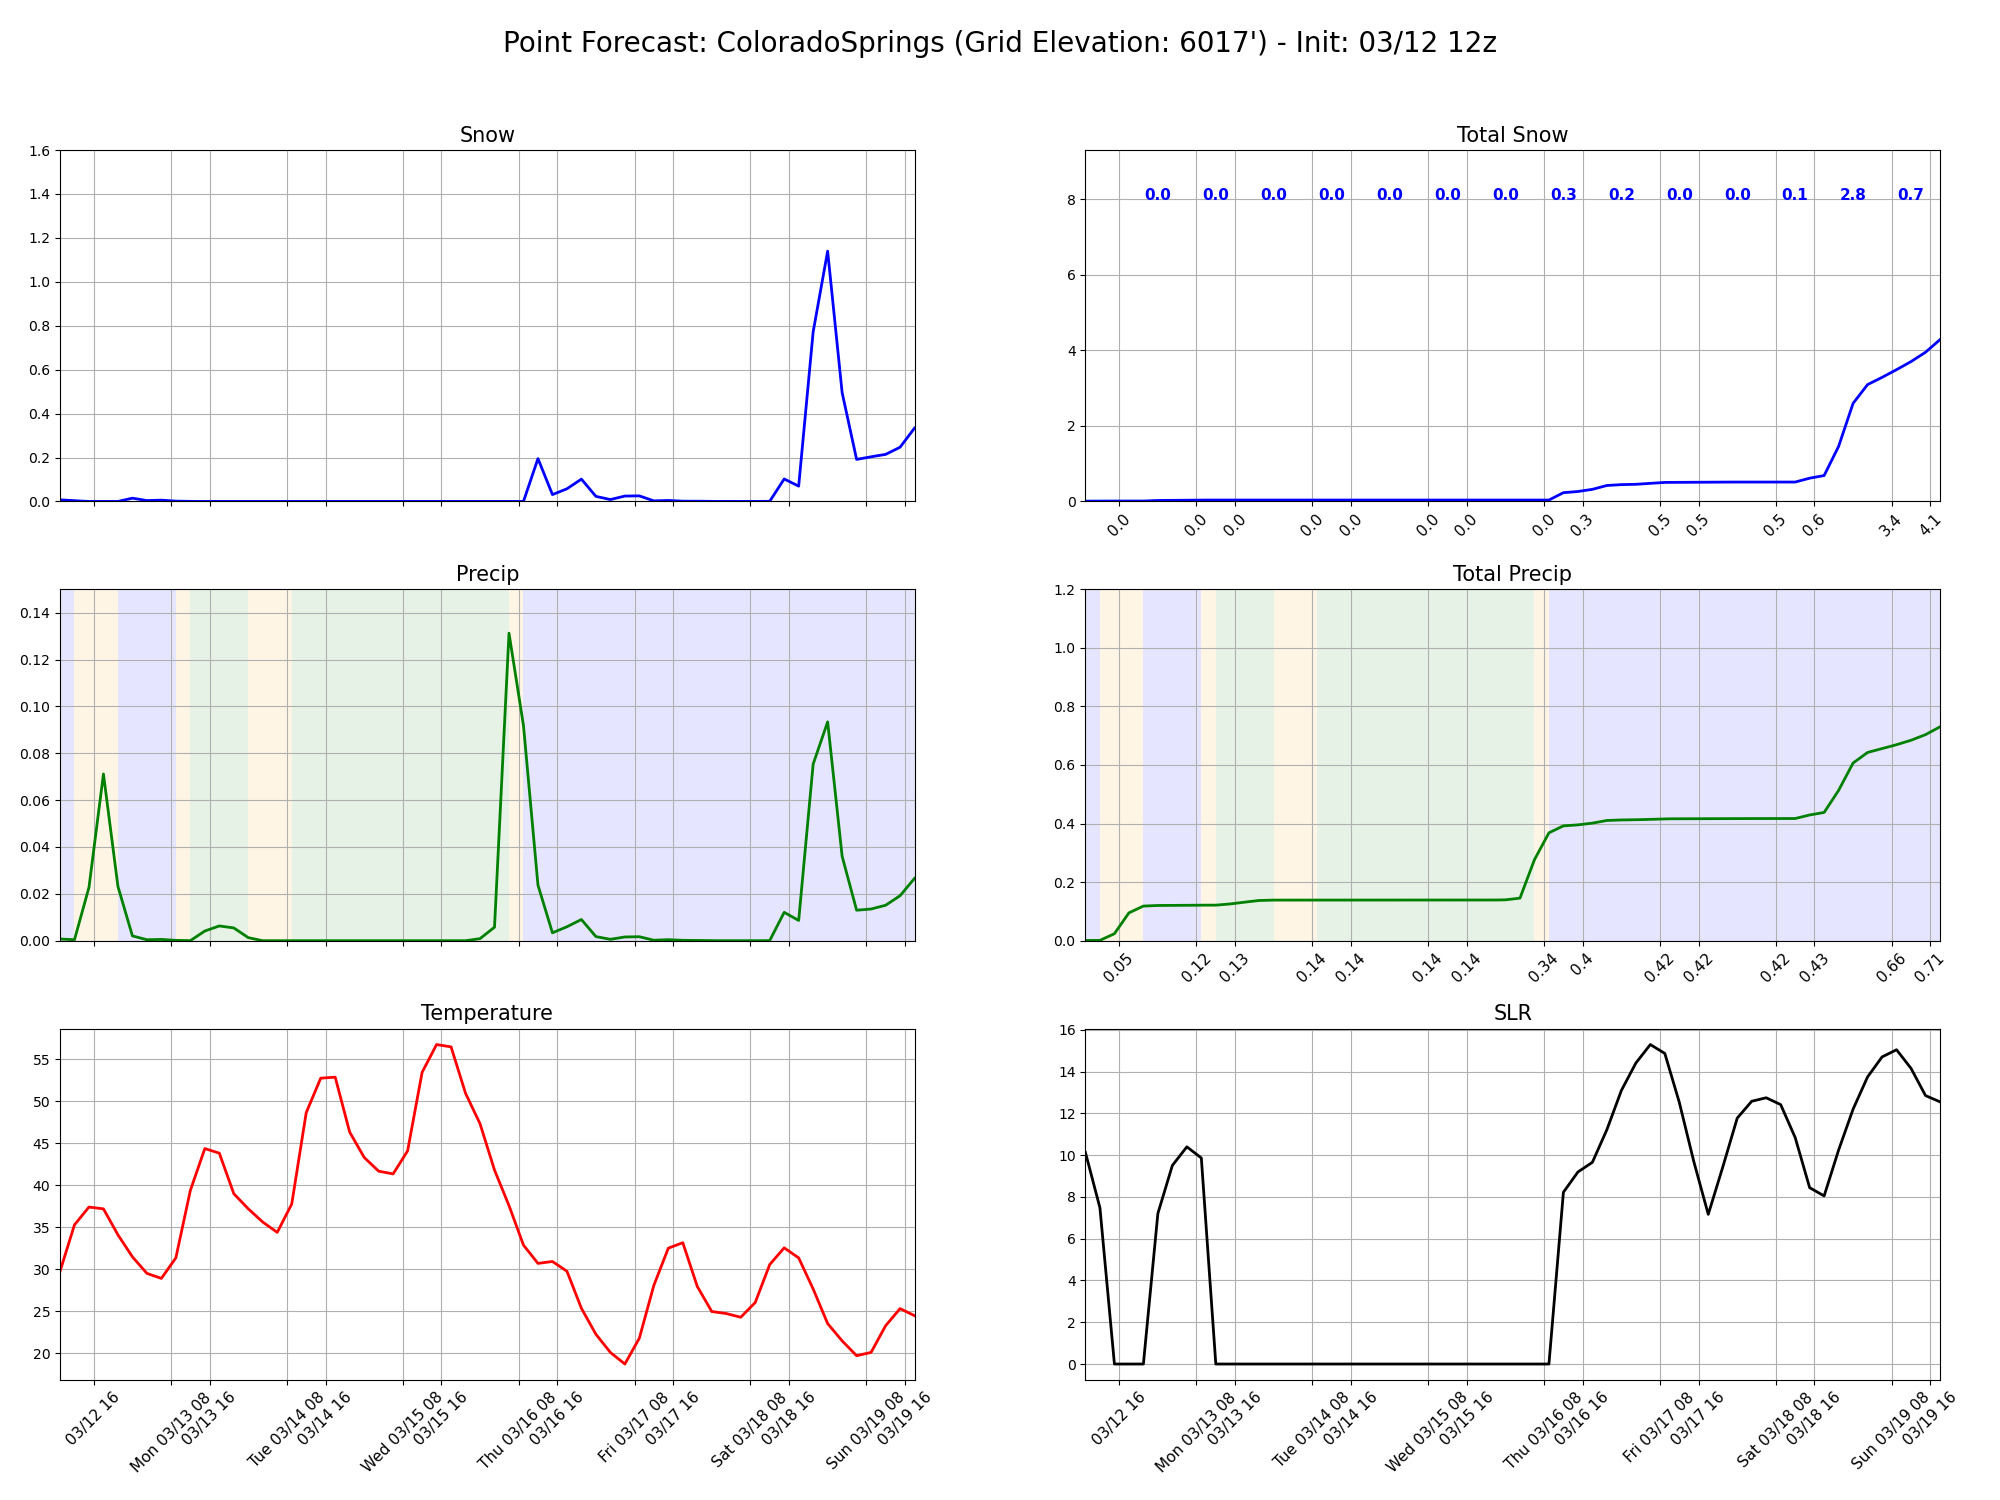 Point Forecast: ColoradoSprings (Grid Elevation: 6017') - Init: 03/12 12z
Snow
1.6
1.4
1.2
1.0
0.8
0.6
0.4
0.2
0.0
Total Snow
8
6
4
2
0
0.0 0.0 0.0 0.0 0.0 0.0 0.0 0.3 0.2 0.0 0.0 0.1 2.8 0.7
0.0 0.0 0.0 0.0 0.0 0.0 0.0 0.0 0.3 0.5 0.5 0.5 0.6 3.4 4.1
Precip
0.14
0.12
0.10
0.08
0.06
0.04
0.02
0.00
Total Precip
1.2
1.0
0.8
0.6
0.4
0.2
0.0
0.05 0.12 0.13 0.14 0.14 0.14 0.14 0.34 0.4 0.42 0.42 0.42 0.43 0.66 0.71
Temperature
55
50
45
40
35
30
25
20
03/12 16
Mon 03/13 08
03/13 16
Tue 03/14 08
03/14 16
Wed 03/15 08
03/15 16
Thu 03/16 08
03/16 16
Fri 03/17 08
03/17 16
Sat 03/18 08
03/18 16
Sun 03/19 08
03/19 16
SLR
16
14
12
10
8
6
4
2
0
03/12 16
Mon 03/13 08
03/13 16
Tue 03/14 08
03/14 16
Wed 03/15 08
03/15 16
Thu 03/16 08
03/16 16
Fri 03/17 08
03/17 16
Sat 03/18 08
03/18 16
Sun 03/19 08
03/19 16